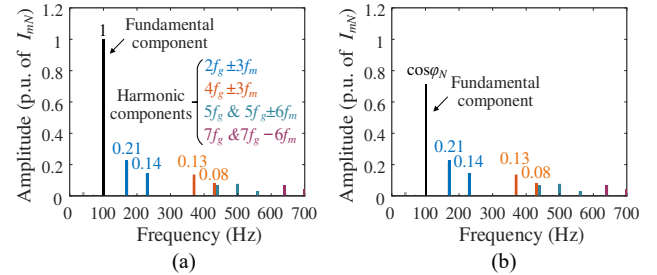 Amplitude (p.u. of I_{mN})
1.2
1
0.8
0.6
0.4
0.2
0
1
Fundamental
component
Harmonic
components
2f_g ±3f_m
4f_g ±3f_m
5f_g & 5f_g±6f_m
7f_g &7f_g−6f_m
0.21
0.14
0.13
0.08
0 100 200 300 400 500 600 700
Frequency (Hz)
(a)
Amplitude (p.u. of I_{mN})
1.2
1
0.8
0.6
0.4
0.2
0
cosφ_N
Fundamental
component
0.21
0.14
0.13
0.08
0 100 200 300 400 500 600 700
Frequency (Hz)
(b)